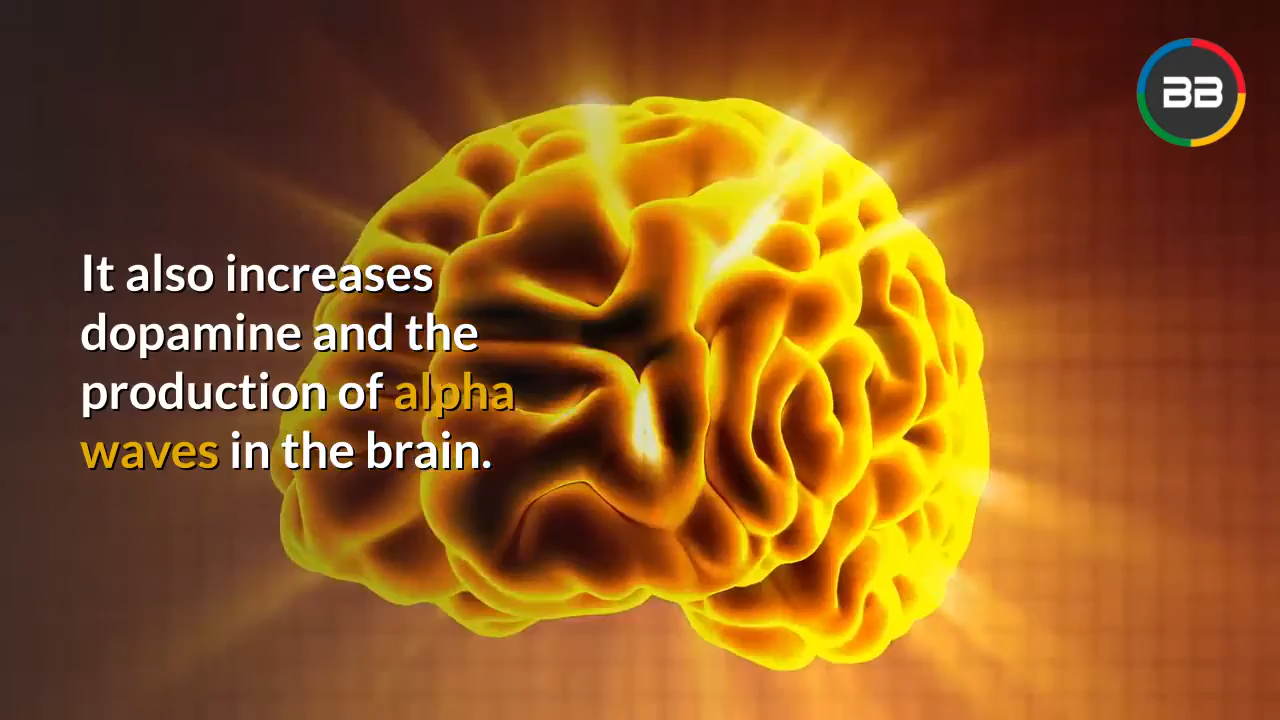 BB
It also increases
dopamine and the
production of alpha
waves in the brain.